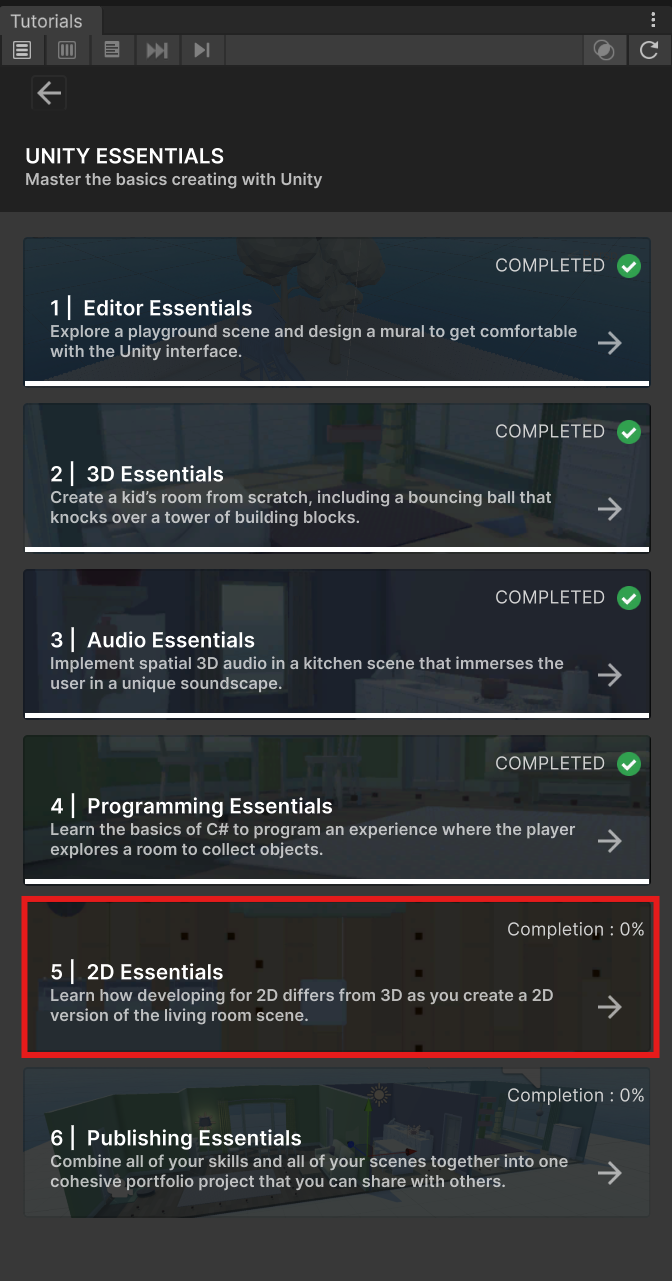 Tutorials
UNITY ESSENTIALS
Master the basics creating with Unity
COMPLETED
1 | Editor Essentials
Explore a playground scene and design a mural to get comfortable
with the Unity interface.
COMPLETED
2 | 3D Essentials
Create a kid’s room from scratch, including a bouncing ball that
knocks over a tower of building blocks.
COMPLETED
3 | Audio Essentials
Implement spatial 3D audio in a kitchen scene that immerses the
user in a unique soundscape.
COMPLETED
4 | Programming Essentials
Learn the basics of C# to program an experience where the player
explores a room to collect objects.
Completion : 0%
5 | 2D Essentials
Learn how developing for 2D differs from 3D as you create a 2D
version of the living room scene.
Completion : 0%
6 | Publishing Essentials
Combine all of your skills and all of your scenes together into one
cohesive portfolio project that you can share with others.